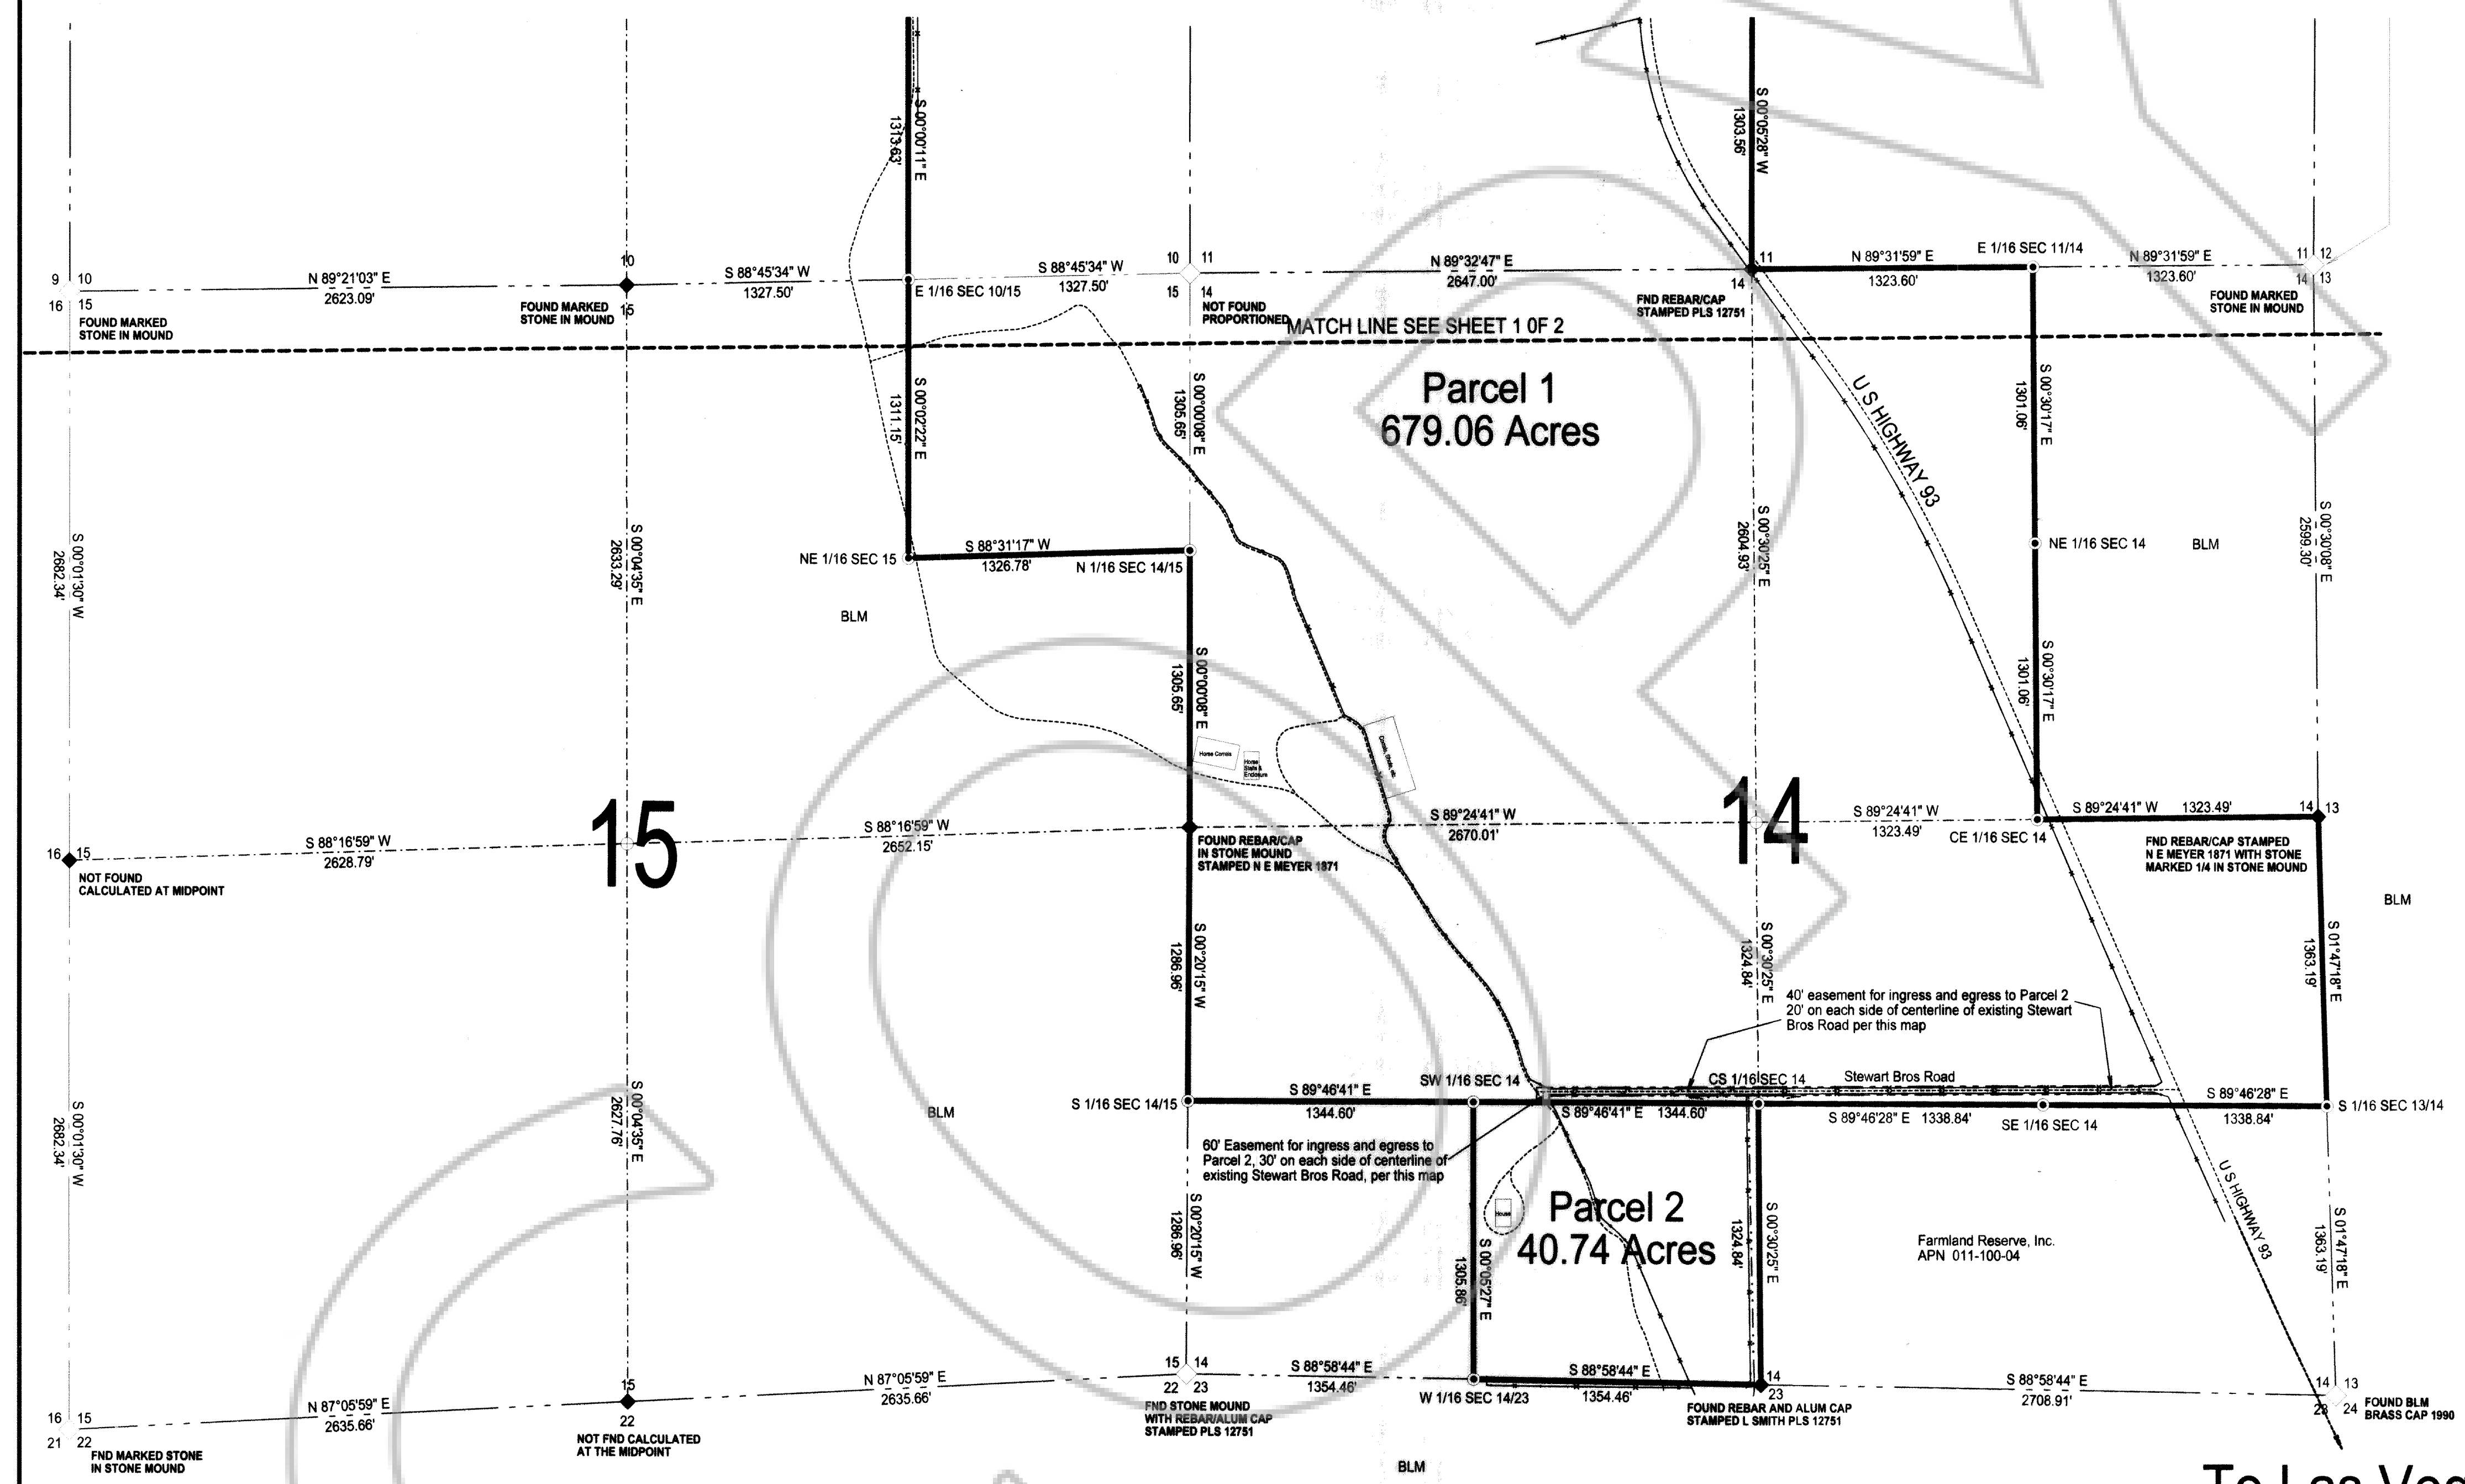 S 00°00'11" E
1313.63'
S 00°05'28" W
1303.56'
9 10
16 15
FOUND MARKED
STONE IN MOUND
N 89°21'03" E
2623.09'
10
15
FOUND MARKED
STONE IN MOUND
S 88°45'34" W
1327.50'
E 1/16 SEC 10/15
S 88°45'34" W
1327.50'
10 11
15 14
NOT FOUND
PROPORTIONED
N 89°32'47" E
2647.00'
11
14
FND REBAR/CAP
STAMPED PLS 12751
N 89°31'59" E
1323.60'
E 1/16 SEC 11/14
N 89°31'59" E
1323.60'
11 12
14 13
FOUND MARKED
STONE IN MOUND
MATCH LINE SEE SHEET 1 OF 2
Parcel 1
679.06 Acres
U S HIGHWAY 93
S 00°02'22" E
1311.15'
S 00°00'08" E
1305.65'
S 00°30'17" E
1301.06'
S 00°01'30" W
2682.34'
S 00°04'35" E
2633.29'
NE 1/16 SEC 15
S 88°31'17" W
1326.78'
N 1/16 SEC 14/15
S 00°30'25" E
2604.93'
NE 1/16 SEC 14
BLM
S 00°30'08" E
2599.30'
BLM
S 00°00'08" E
1305.65'
S 00°30'17" E
1301.06'
Horse Corrals
Horse
Stalls &
Enclosure
15
14
16 15
NOT FOUND
CALCULATED AT MIDPOINT
S 88°16'59" W
2628.79'
S 88°16'59" W
2652.15'
FOUND REBAR/CAP
IN STONE MOUND
STAMPED N E MEYER 1871
S 89°24'41" W
2670.01'
S 89°24'41" W
1323.49'
CE 1/16 SEC 14
S 89°24'41" W 1323.49'
14 13
FND REBAR/CAP STAMPED
N E MEYER 1871 WITH STONE
MARKED 1/4 IN STONE MOUND
BLM
S 00°20'15" W
1286.96'
S 00°30'25" E
1324.84'
S 01°47'18" E
1363.19'
40' easement for ingress and egress to Parcel 2
20' on each side of centerline of existing Stewart
Bros Road per this map
S 00°01'30" W
2682.34'
S 00°04'35" E
2627.76'
BLM
S 1/16 SEC 14/15
S 89°46'41" E
1344.60'
SW 1/16 SEC 14
S 89°46'41" E 1344.60'
CS 1/16 SEC 14
Stewart Bros Road
S 89°46'28" E 1338.84'
SE 1/16 SEC 14
S 89°46'28" E
1338.84'
S 1/16 SEC 13/14
60' Easement for ingress and egress to
Parcel 2, 30' on each side of centerline of
existing Stewart Bros Road, per this map
S 00°20'15" W
1286.96'
House
Parcel 2
40.74 Acres
S 00°05'27" E
1305.86'
S 00°30'25" E
1324.84'
Farmland Reserve, Inc.
APN 011-100-04
U S HIGHWAY 93
S 01°47'18" E
1363.19'
16 15
21 22
FND MARKED STONE
IN STONE MOUND
N 87°05'59" E
2635.66'
15
22
NOT FND CALCULATED
AT THE MIDPOINT
N 87°05'59" E
2635.66'
15 14
22 23
FND STONE MOUND
WITH REBAR/ALUM CAP
STAMPED PLS 12751
S 88°58'44" E
1354.46'
W 1/16 SEC 14/23
S 88°58'44" E
1354.46'
14
23
FOUND REBAR AND ALUM CAP
STAMPED L SMITH PLS 12751
S 88°58'44" E
2708.91'
14 13
23 24
FOUND BLM
BRASS CAP 1990
BLM
To Las Veg